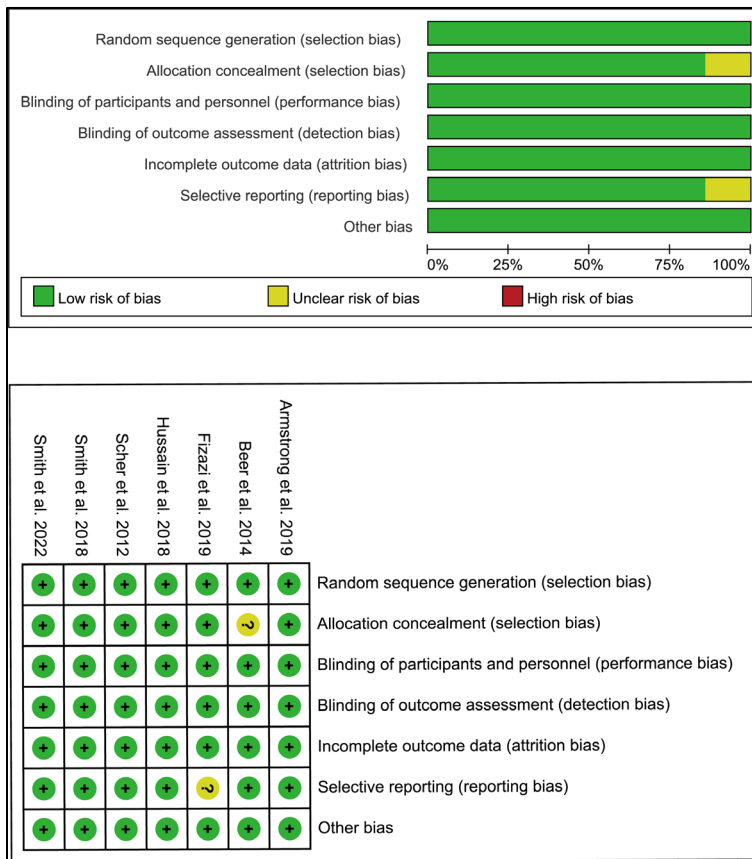 Random sequence generation (selection bias)
Allocation concealment (selection bias)
Blinding of participants and personnel (performance bias)
Blinding of outcome assessment (detection bias)
Incomplete outcome data (attrition bias)
Selective reporting (reporting bias)
Other bias
0% 25% 50% 75% 100%
Low risk of bias Unclear risk of bias High risk of bias
Smith et al. 2022
Smith et al. 2018
Scher et al. 2012
Hussain et al. 2018
Fizazi et al. 2019
Beer et al. 2014
Armstrong et al. 2019
+ + + + + + + Random sequence generation (selection bias)
+ + + + + ? + Allocation concealment (selection bias)
+ + + + + + + Blinding of participants and personnel (performance bias)
+ + + + + + + Blinding of outcome assessment (detection bias)
+ + + + + + + Incomplete outcome data (attrition bias)
+ + + + ? + + Selective reporting (reporting bias)
+ + + + + + + Other bias